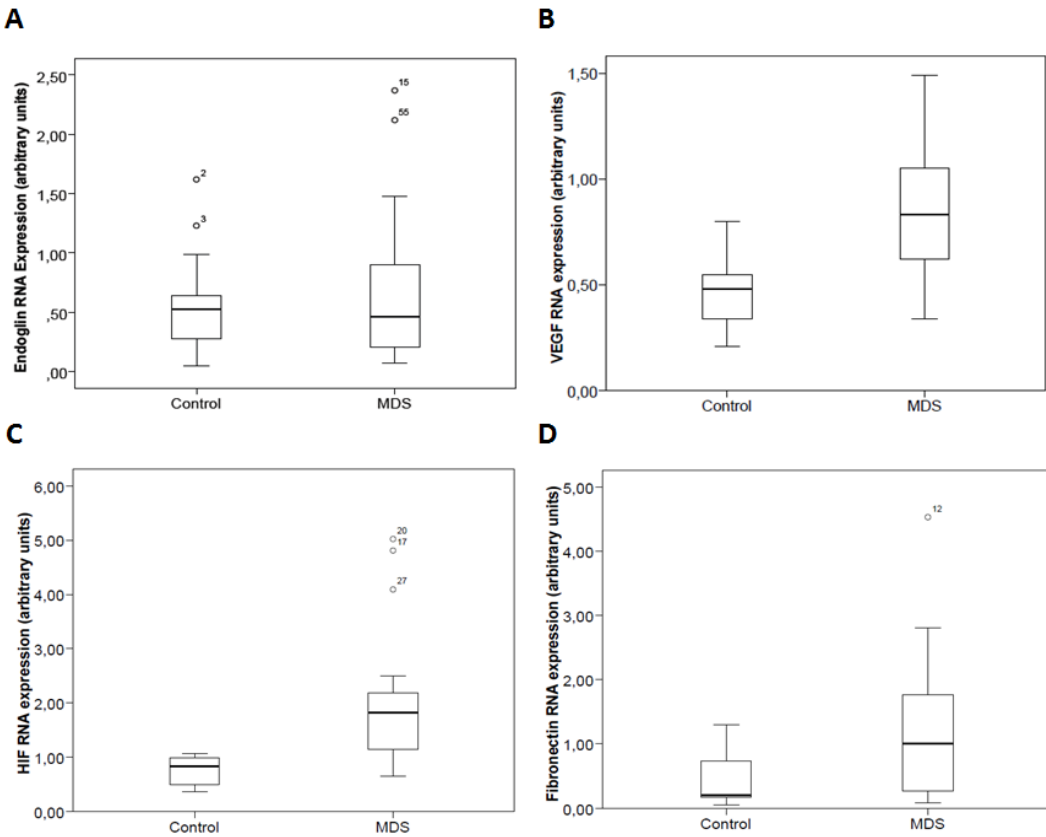 A
Endoglin RNA Expression (arbitrary units)
2,50
2,00
1,50
1,00
,50
,00
2
3
15
55
Control
MDS
B
VEGF RNA expression (arbitrary units)
1,50
1,00
0,50
0,00
Control
MDS
C
HIF RNA expression (arbitrary units)
6,00
5,00
4,00
3,00
2,00
1,00
0,00
20
17
27
Control
MDS
D
Fibronectin RNA expression (arbitrary units)
5,00
4,00
3,00
2,00
1,00
0,00
12
Control
MDS